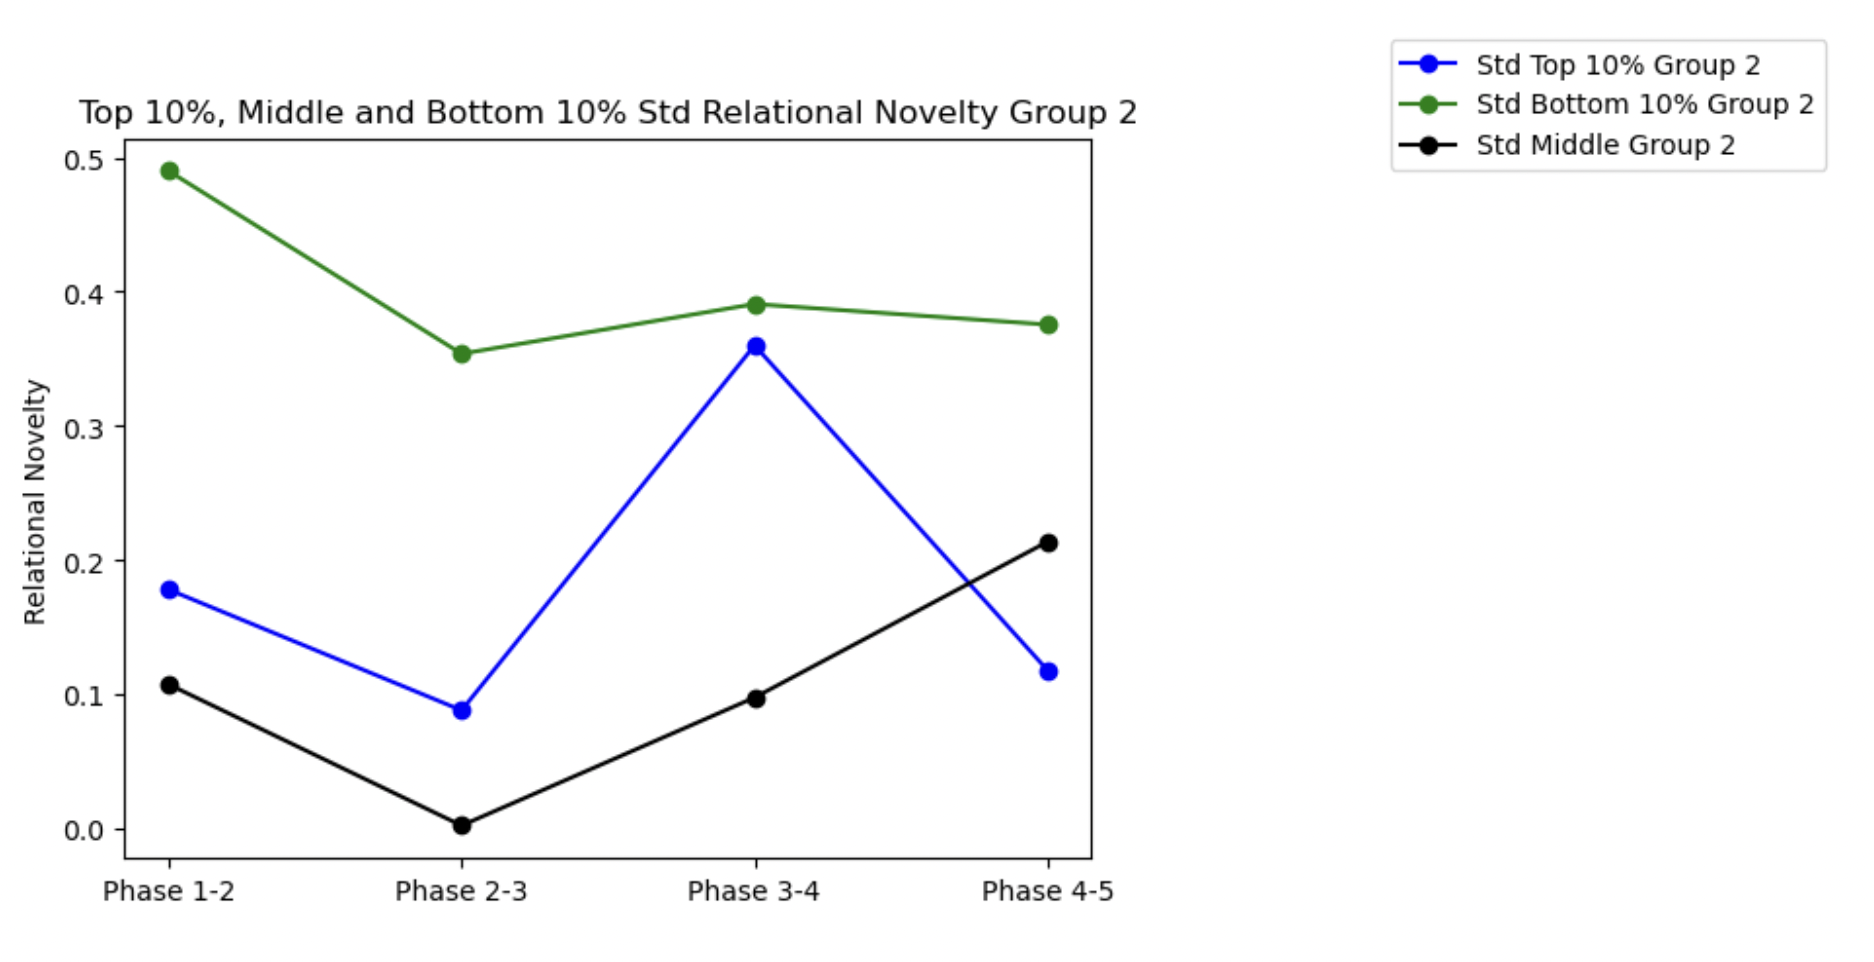 Std Top 10% Group 2
Std Bottom 10% Group 2
Std Middle Group 2
Top 10%, Middle and Bottom 10% Std Relational Novelty Group 2
Relational Novelty
0.5
0.4
0.3
0.2
0.1
0.0
Phase 1-2
Phase 2-3
Phase 3-4
Phase 4-5